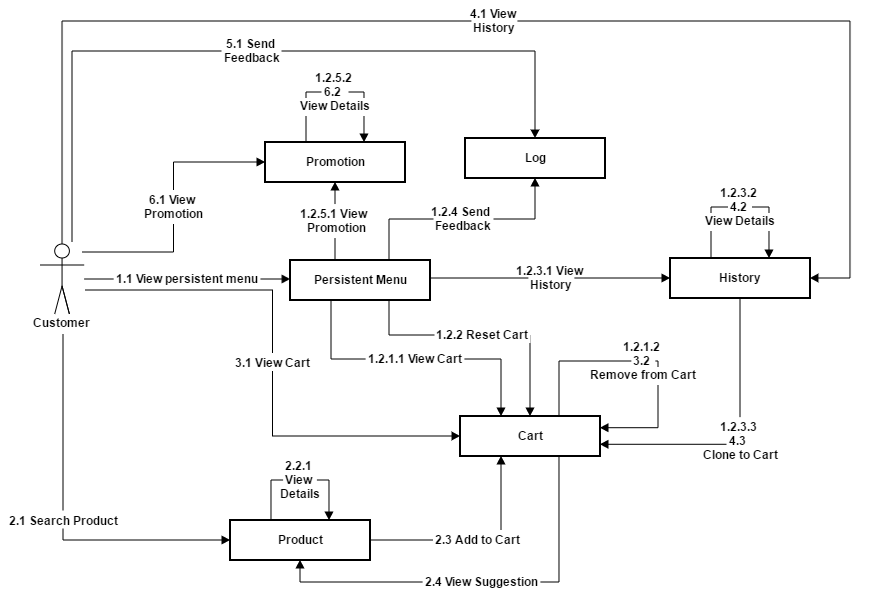 4.1 View
History
5.1 Send
Feedback
1.2.5.2
6.2
View Details
Promotion
Log
6.1 View
Promotion
1.2.5.1 View
Promotion
1.2.4 Send
Feedback
1.2.3.2
4.2
View Details
1.1 View persistent menu
Persistent Menu
1.2.3.1 View
History
History
Customer
1.2.2 Reset Cart
1.2.1.1 View Cart
3.1 View Cart
1.2.1.2
3.2
Remove from Cart
Cart
1.2.3.3
4.3
Clone to Cart
2.2.1
View
Details
2.1 Search Product
Product
2.3 Add to Cart
2.4 View Suggestion